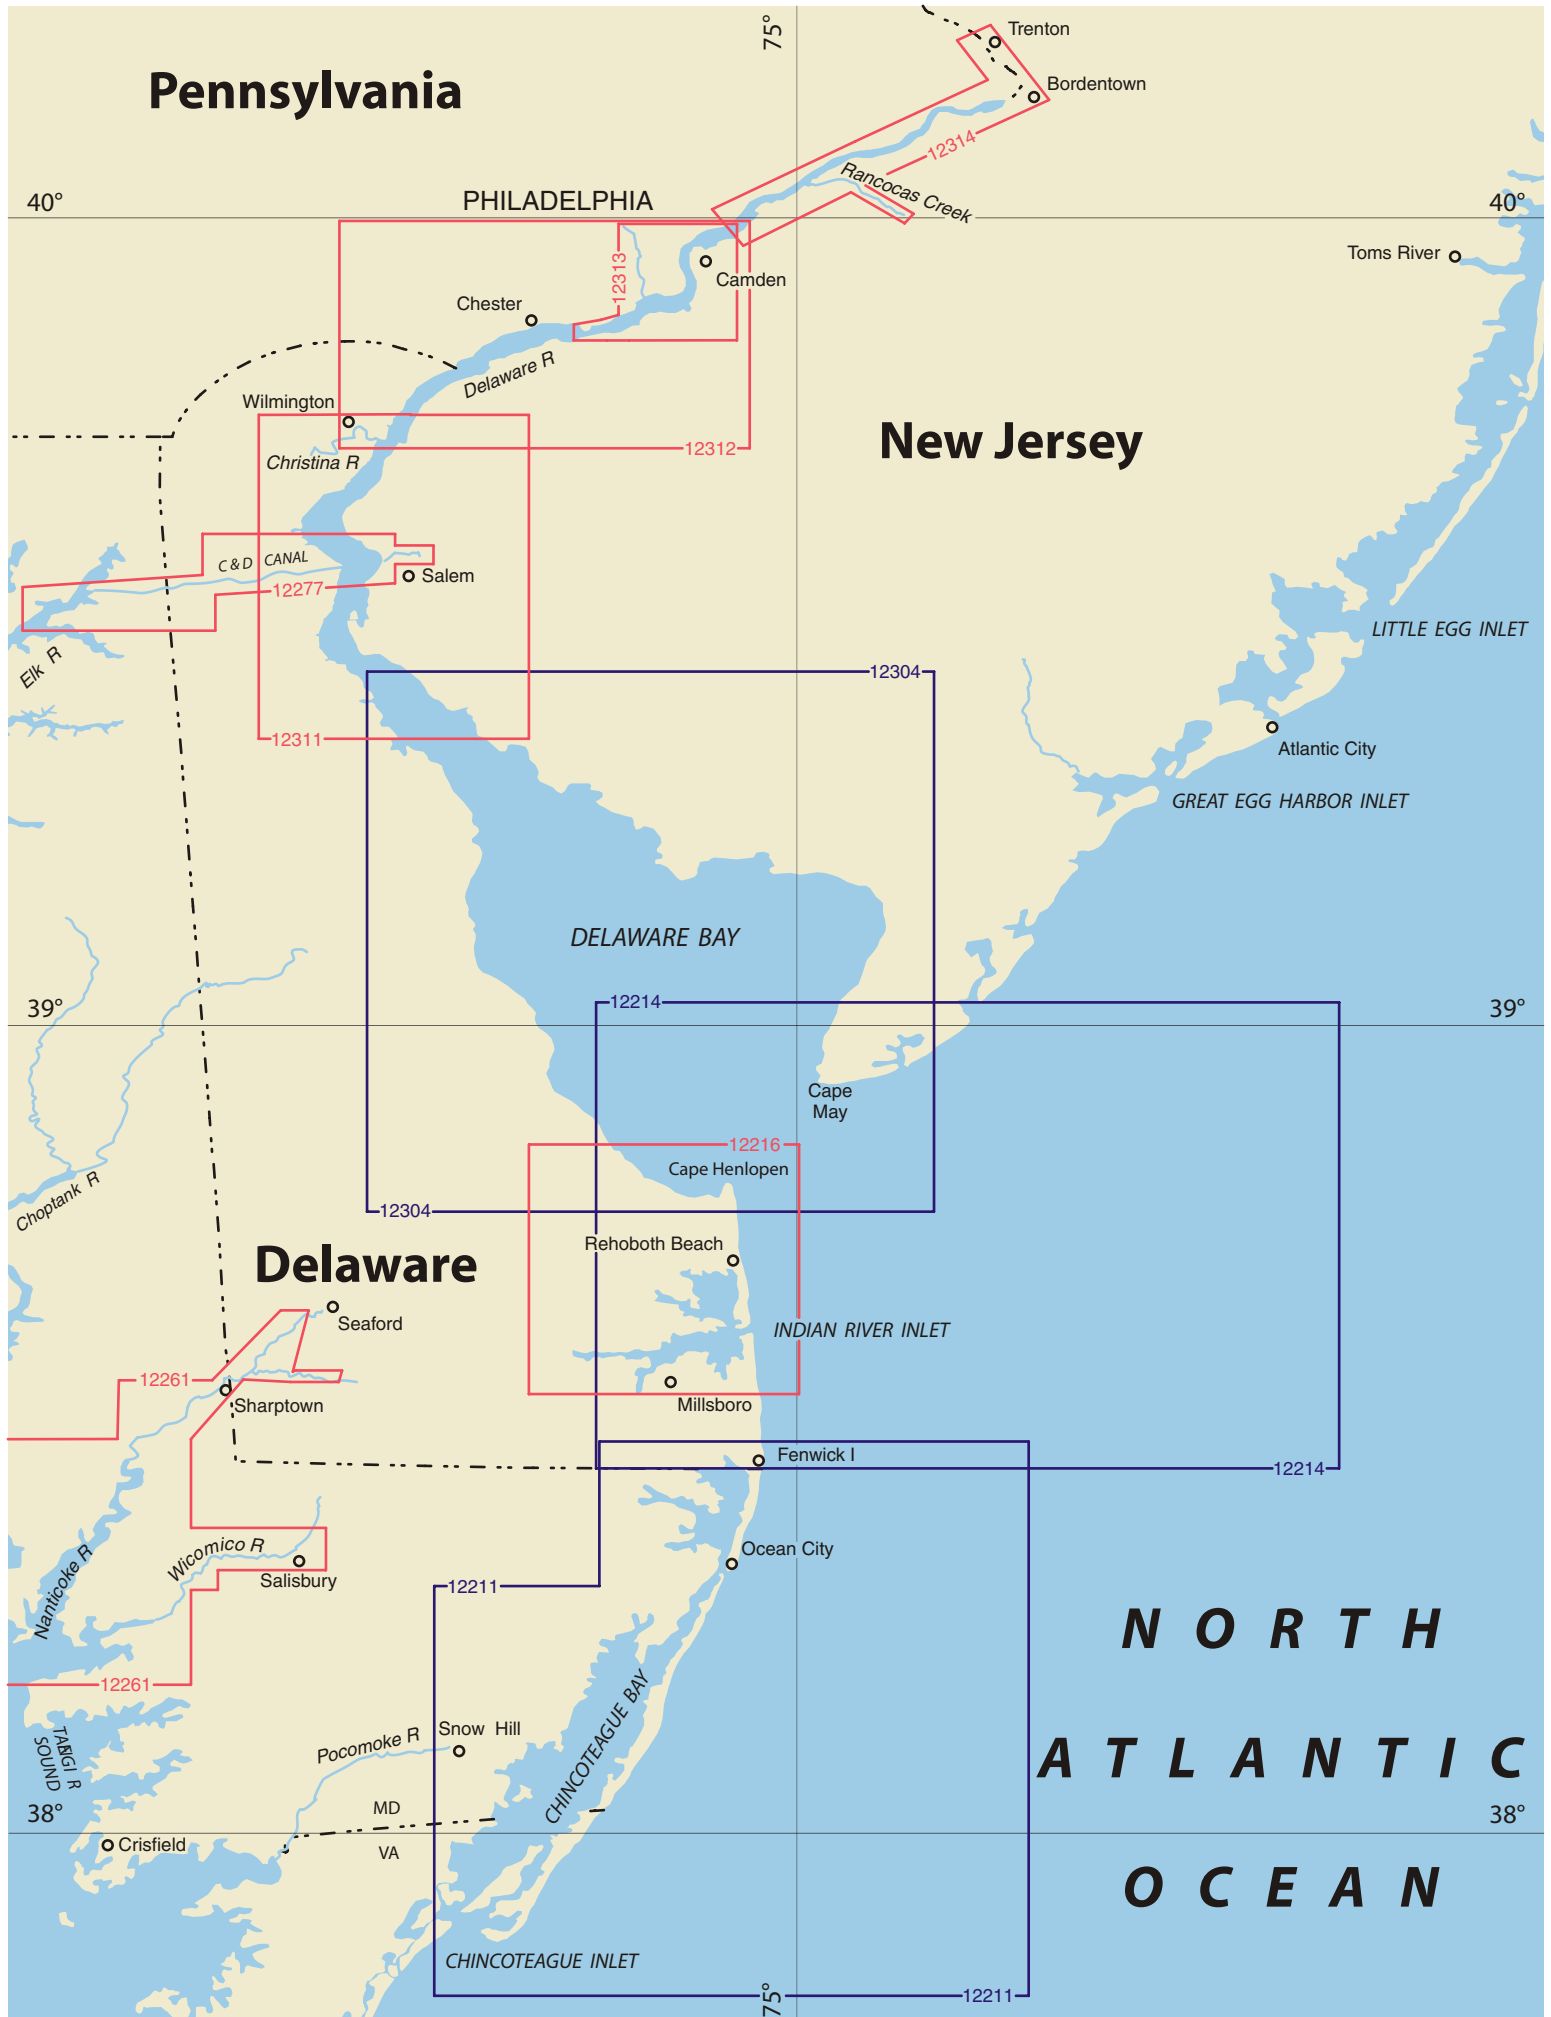 75°
Trenton
Pennsylvania
Bordentown
12314
Rancocas Creek
PHILADELPHIA
40°
40°
Toms River
12313
Camden
Chester
Delaware R
Wilmington
New Jersey
12312
Christina R
C & D CANAL
Salem
12277
LITTLE EGG INLET
Elk R
12304
12311
Atlantic City
GREAT EGG HARBOR INLET
DELAWARE BAY
39°
12214
39°
Cape
May
12216
Cape Henlopen
Choptank R
12304
Rehoboth Beach
Delaware
Seaford
INDIAN RIVER INLET
12261
Sharptown
Millsboro
Fenwick I
12214
Ocean City
Wicomico R
Nanticoke R
Salisbury
12211
NORTH
12261
CHINCOTEAGUE BAY
Snow Hill
Pocomoke R
ATLANTIC
SOUND
MD
38°
38°
Crisfield
VA
OCEAN
CHINCOTEAGUE INLET
75°
12211